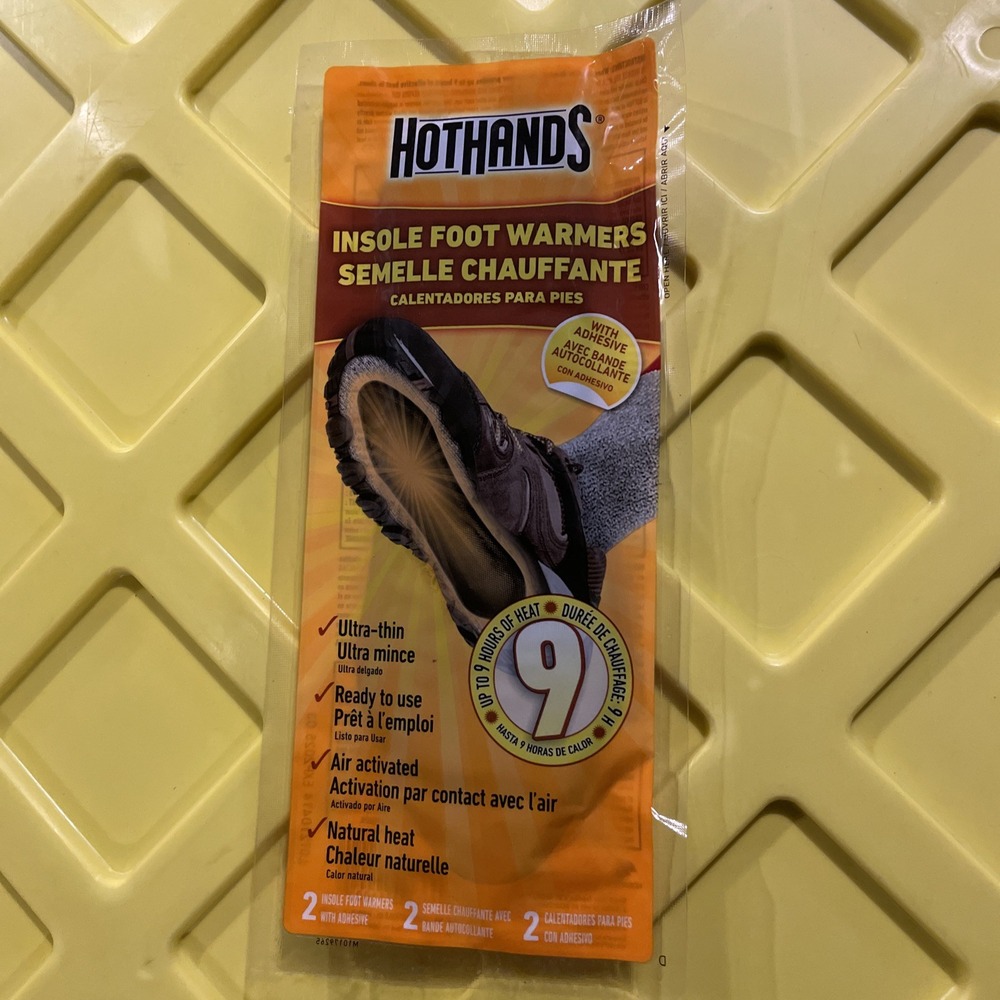 HOTHANDS®
INSOLE FOOT WARMERS
SEMELLE CHAUFFANTE
CALENTADORES PARA PIES
WITH
ADHESIVE
AVEC BANDE
AUTOCOLLANTE
CON ADHESIVO
OUVRIR ICI / ABRIR AQUÍ
UP TO 9 HOURS OF HEAT
DURÉE DE CHAUFFAGE: 9 H
HASTA 9 HORAS DE CALOR
9
Ultra-thin
Ultra mince
Ultra delgado
Ready to use
Prêt à l'emploi
Listo para Usar
Air activated
Activation par contact avec l'air
Activado por Aire
Natural heat
Chaleur naturelle
Calor natural
2 INSOLE FOOT WARMERS
WITH ADHESIVE
2 SEMELLE CHAUFFANTE AVEC
BANDE AUTOCOLLANTE
2 CALENTADORES PARA PIES
CON ADHESIVO